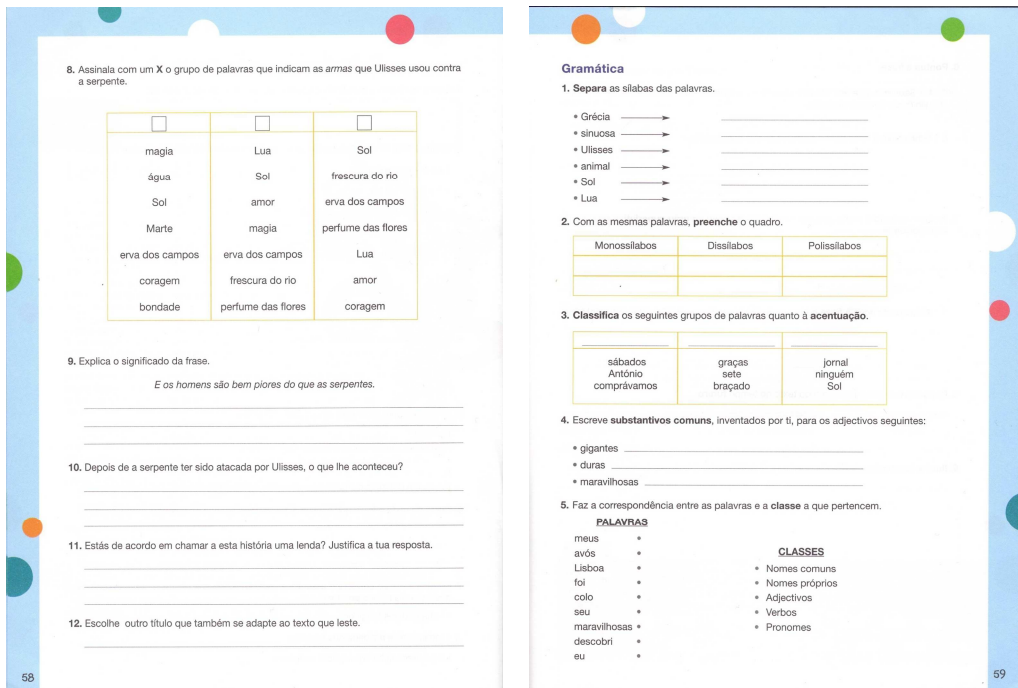 8. Assinala com um X o grupo de palavras que indicam as armas que Ulisses usou contra
a serpente.
magia Lua Sol
água Sol frescura do rio
Sol amor erva dos campos
Marte magia perfume das flores
erva dos campos erva dos campos Lua
coragem frescura do rio amor
bondade perfume das flores coragem
9. Explica o significado da frase.
E os homens são bem piores do que as serpentes.
10. Depois de a serpente ter sido atacada por Ulisses, o que lhe aconteceu?
11. Estás de acordo em chamar a esta história uma lenda? Justifica a tua resposta.
12. Escolhe outro título que também se adapte ao texto que leste.
58
Gramática
1. Separa as sílabas das palavras.
• Grécia
• sinuosa
• Ulisses
• animal
• Sol
• Lua
2. Com as mesmas palavras, preenche o quadro.
Monossílabos Dissílabos Polissílabos
3. Classifica os seguintes grupos de palavras quanto à acentuação.
sábados graças jornal
António sete ninguém
comprávamos braçado Sol
4. Escreve substantivos comuns, inventados por ti, para os adjectivos seguintes:
• gigantes
• duras
• maravilhosas
5. Faz a correspondência entre as palavras e a classe a que pertencem.
PALAVRAS
meus •
avós •
Lisboa •
foi •
colo •
seu •
maravilhosas •
descobri •
eu •
CLASSES
• Nomes comuns
• Nomes próprios
• Adjectivos
• Verbos
• Pronomes
59